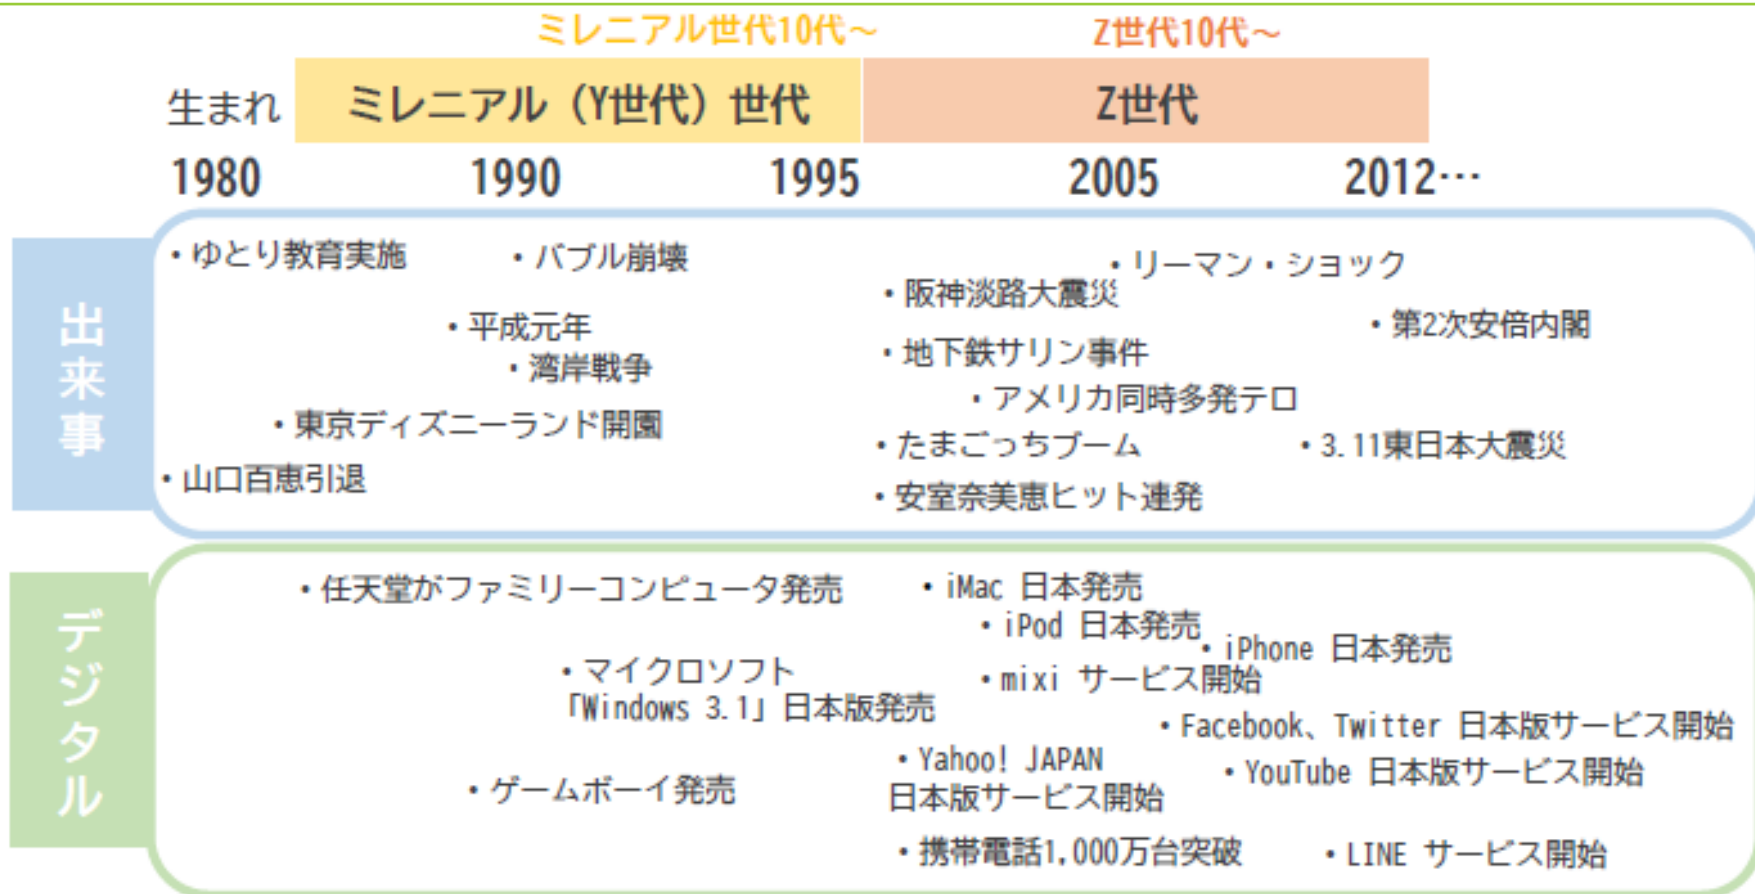 ミレニアル世代10代～
Z世代10代～
生まれ
ミレニアル（Y世代）世代
Z世代
1980
1990
1995
2005
2012…
出来事
・ゆとり教育実施
・バブル崩壊
・リーマン・ショック
・阪神淡路大震災
・平成元年
・第2次安倍内閣
・湾岸戦争
・地下鉄サリン事件
・アメリカ同時多発テロ
・東京ディズニーランド開園
・たまごっちブーム
・3.11東日本大震災
・山口百恵引退
・安室奈美恵ヒット連発
デジタル
・任天堂がファミリーコンピュータ発売
・iMac 日本発売
・iPod 日本発売
・iPhone 日本発売
・マイクロソフト
「Windows 3.1」日本版発売
・mixi サービス開始
・Facebook、Twitter 日本版サービス開始
・Yahoo! JAPAN
日本版サービス開始
・YouTube 日本版サービス開始
・ゲームボーイ発売
・携帯電話1,000万台突破
・LINE サービス開始